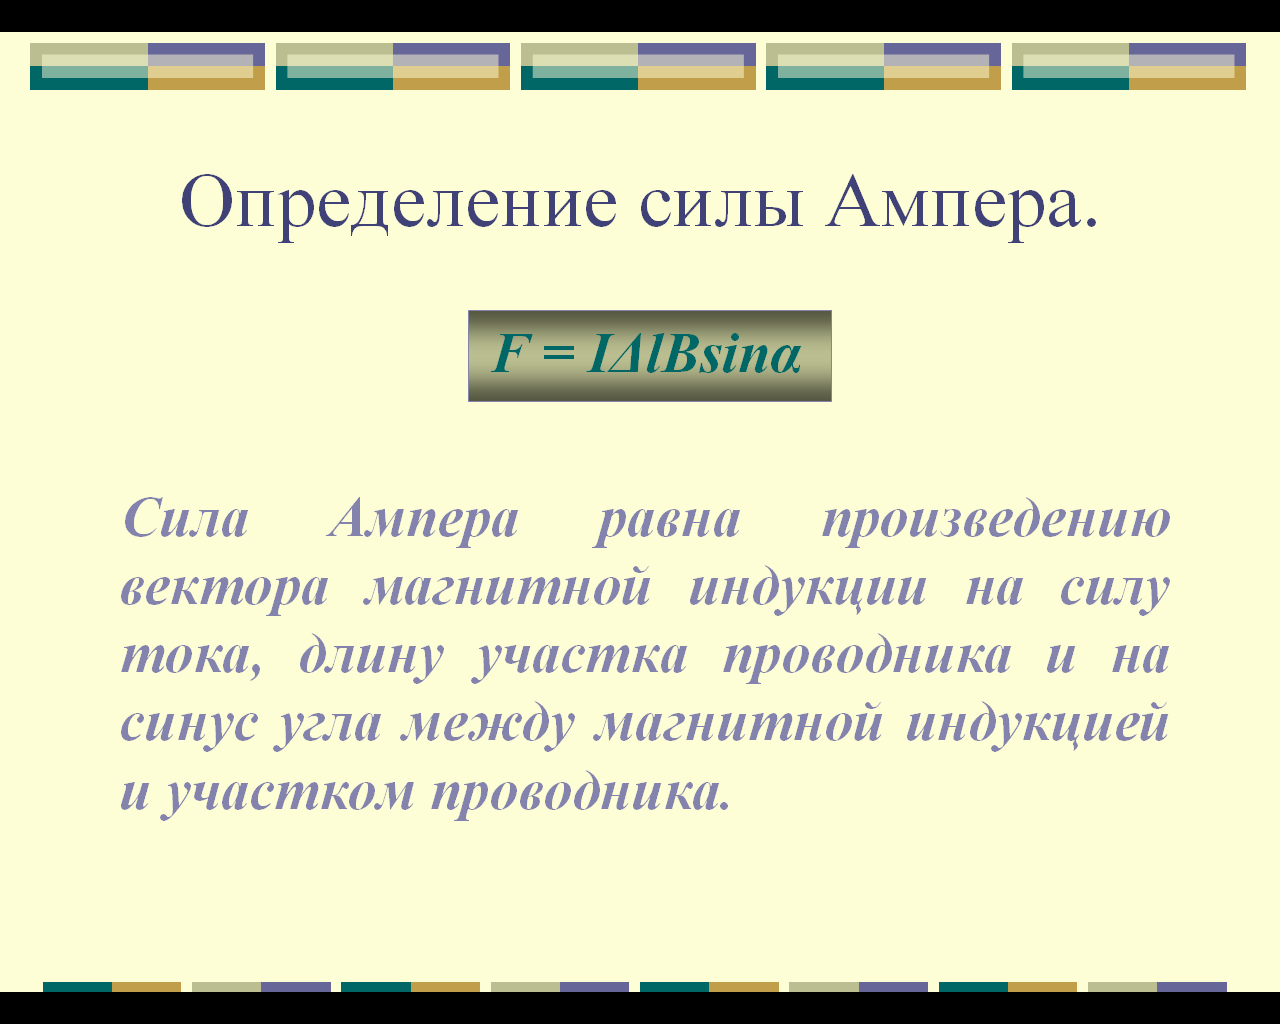 Определение силы Ампера.
F = IΔlBsinα
Сила Ампера равна произведению
вектора магнитной индукции на силу
тока, длину участка проводника и на
синус угла между магнитной индукцией
и участком проводника.